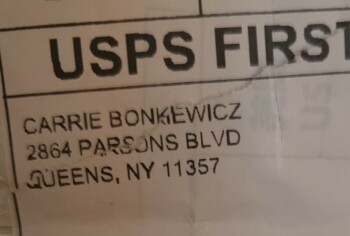 USPS FIRST
CARRIE BONKIEWICZ
2864 PARSONS BLVD
QUEENS, NY 11357